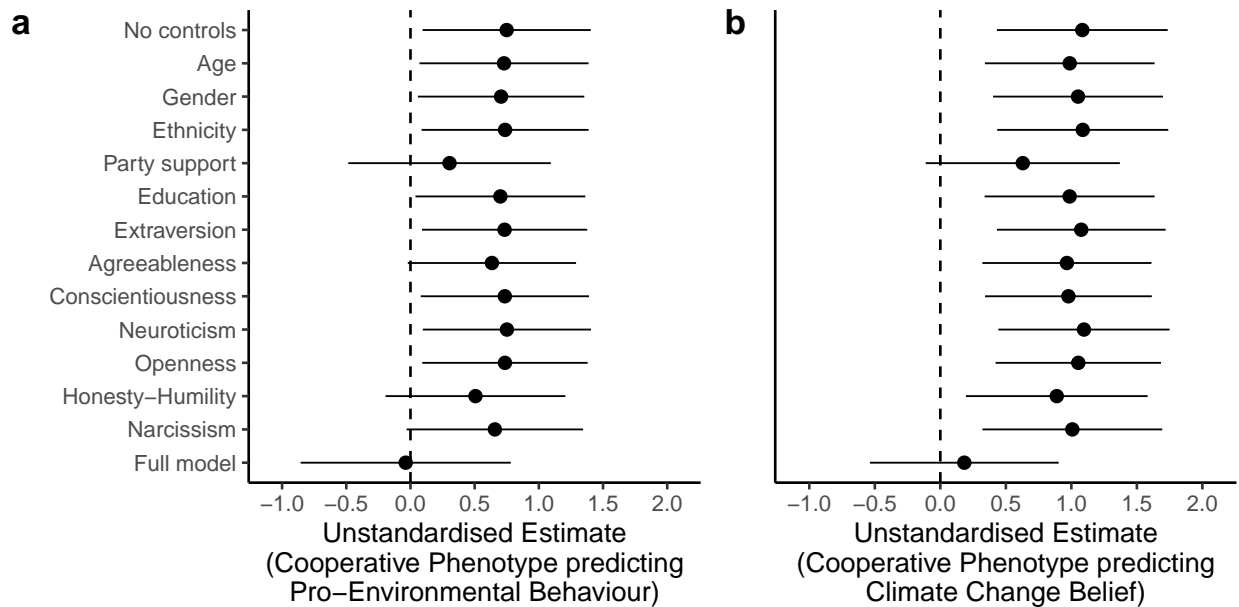 a
No controls
Age
Gender
Ethnicity
Party support
Education
Extraversion
Agreeableness
Conscientiousness
Neuroticism
Openness
Honesty−Humility
Narcissism
Full model
−1.0 −0.5 0.0 0.5 1.0 1.5 2.0
Unstandardised Estimate
(Cooperative Phenotype predicting
Pro−Environmental Behaviour)
b
−1.0 −0.5 0.0 0.5 1.0 1.5 2.0
Unstandardised Estimate
(Cooperative Phenotype predicting
Climate Change Belief)